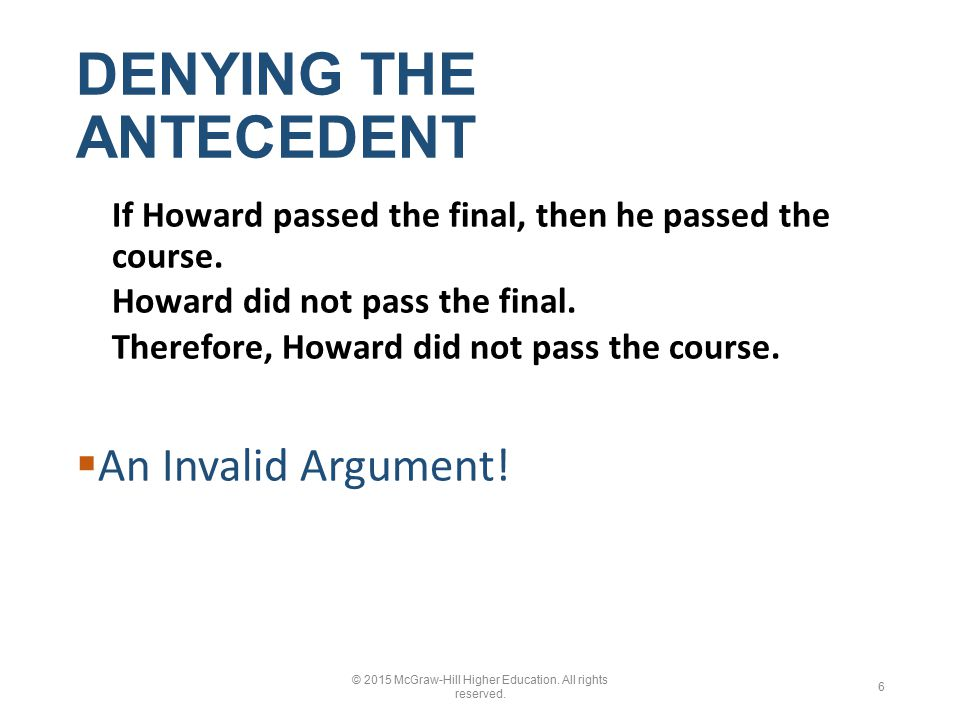 DENYING THE
ANTECEDENT
If Howard passed the final, then he passed the
course.
Howard did not pass the final.
Therefore, Howard did not pass the course.
An Invalid Argument!
© 2015 McGraw-Hill Higher Education. All rights
reserved.
6